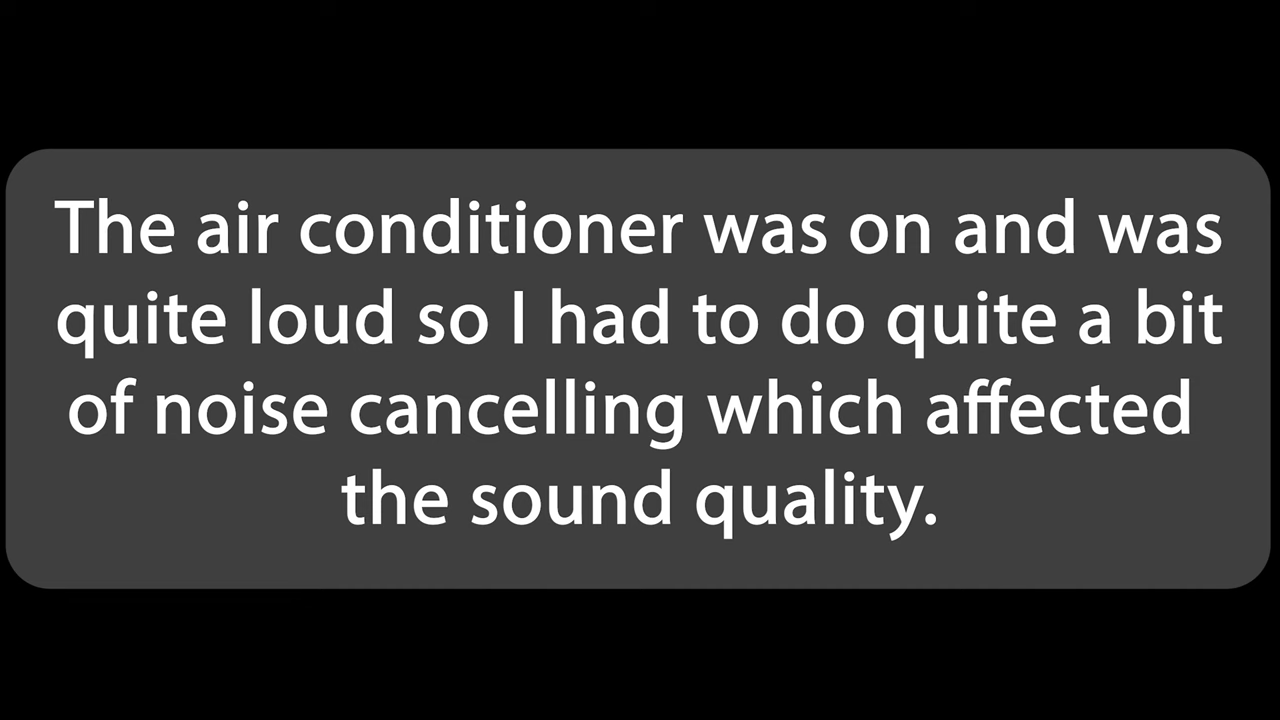 The air conditioner was on and was
quite loud so I had to do quite a bit
of noise cancelling which affected
the sound quality.